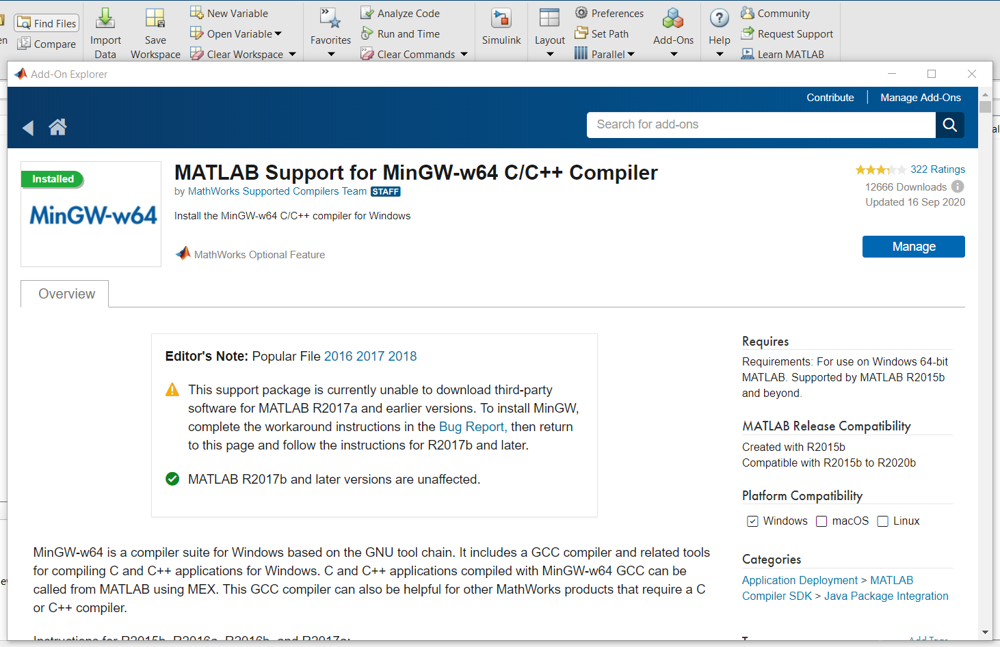 Find Files
Compare
Import Data
Save Workspace
New Variable
Open Variable
Clear Workspace
Favorites
Analyze Code
Run and Time
Clear Commands
Simulink
Layout
Preferences
Set Path
Parallel
Add-Ons
Help
Community
Request Support
Learn MATLAB
Add-On Explorer
Contribute
Manage Add-Ons
Search for add-ons
Installed
MinGW-w64
MATLAB Support for MinGW-w64 C/C++ Compiler
by MathWorks Supported Compilers Team STAFF
Install the MinGW-w64 C/C++ compiler for Windows
MathWorks Optional Feature
322 Ratings
12666 Downloads
Updated 16 Sep 2020
Manage
Overview
Editor's Note: Popular File 2016 2017 2018
This support package is currently unable to download third-party
software for MATLAB R2017a and earlier versions. To install MinGW,
complete the workaround instructions in the Bug Report, then return
to this page and follow the instructions for R2017b and later.
MATLAB R2017b and later versions are unaffected.
MinGW-w64 is a compiler suite for Windows based on the GNU tool chain. It includes a GCC compiler and related tools
for compiling C and C++ applications for Windows. C and C++ applications compiled with MinGW-w64 GCC can be
called from MATLAB using MEX. This GCC compiler can also be helpful for other MathWorks products that require a C
or C++ compiler.
Instructions for R2015b, R2016a, R2016b, and R2017a:
Requires
Requirements: For use on Windows 64-bit
MATLAB. Supported by MATLAB R2015b
and beyond.
MATLAB Release Compatibility
Created with R2015b
Compatible with R2015b to R2020b
Platform Compatibility
Windows macOS Linux
Categories
Application Deployment > MATLAB
Compiler SDK > Java Package Integration
Add Tags